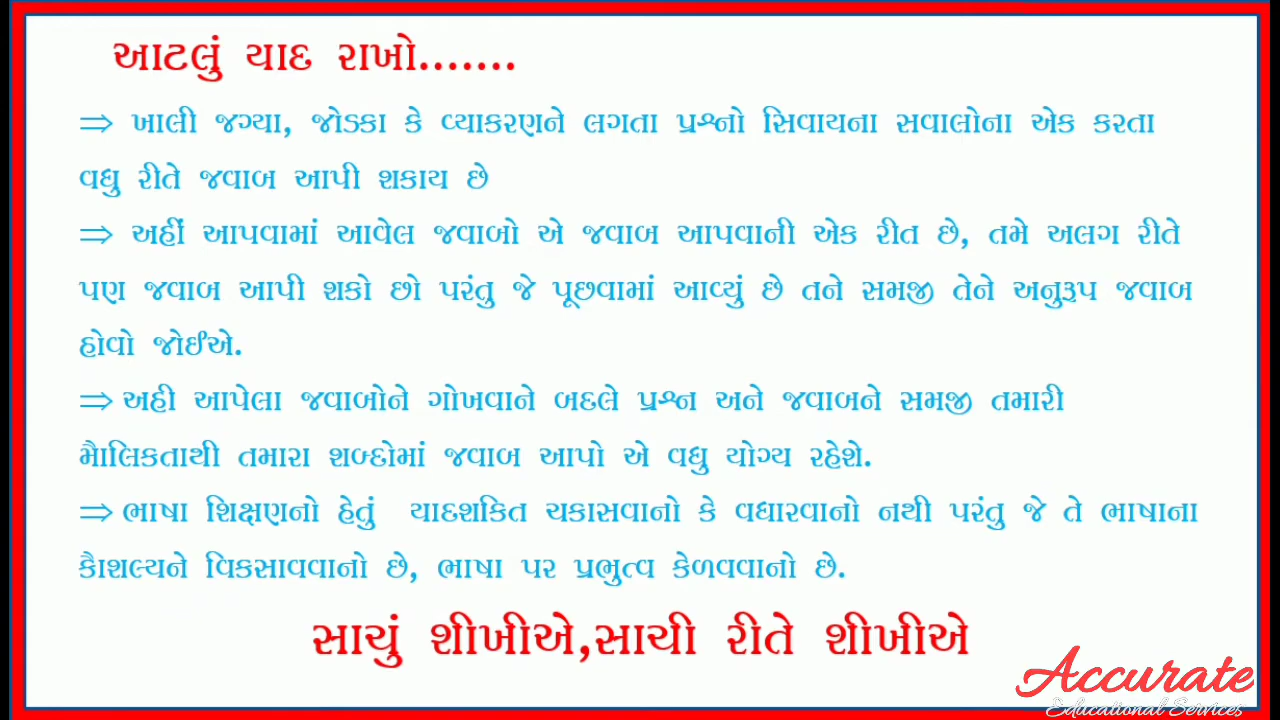 આટલું યાદ રાખો.......
⇒ ખાલી જગ્યા, જોડકા કે વ્યાકરણને લગતા પ્રશ્નો સિવાયના સવાલોના એક કરતા
વધુ રીતે જવાબ આપી શકાય છે
⇒ અહીં આપવામાં આવેલ જવાબો એ જવાબ આપવાની એક રીત છે, તમે અલગ રીતે
પણ જવાબ આપી શકો છો પરંતુ જે પૂછવામાં આવ્યું છે તને સમજી તેને અનુરૂપ જવાબ
હોવો જોઈએ.
⇒ અહી આપેલા જવાબોને ગોખવાને બદલે પ્રશ્ન અને જવાબને સમજી તમારી
મૌલિકતાથી તમારા શબ્દોમાં જવાબ આપો એ વધુ યોગ્ય રહેશે.
⇒ ભાષા શિક્ષણનો હેતું યાદશકિત ચકાસવાનો કે વધારવાનો નથી પરંતુ જે તે ભાષાના
કૌશલ્યને વિકસાવવાનો છે, ભાષા પર પ્રભુત્વ કેળવવાનો છે.
સાચું શીખીએ,સાચી રીતે શીખીએ
Accurate
Educational Services